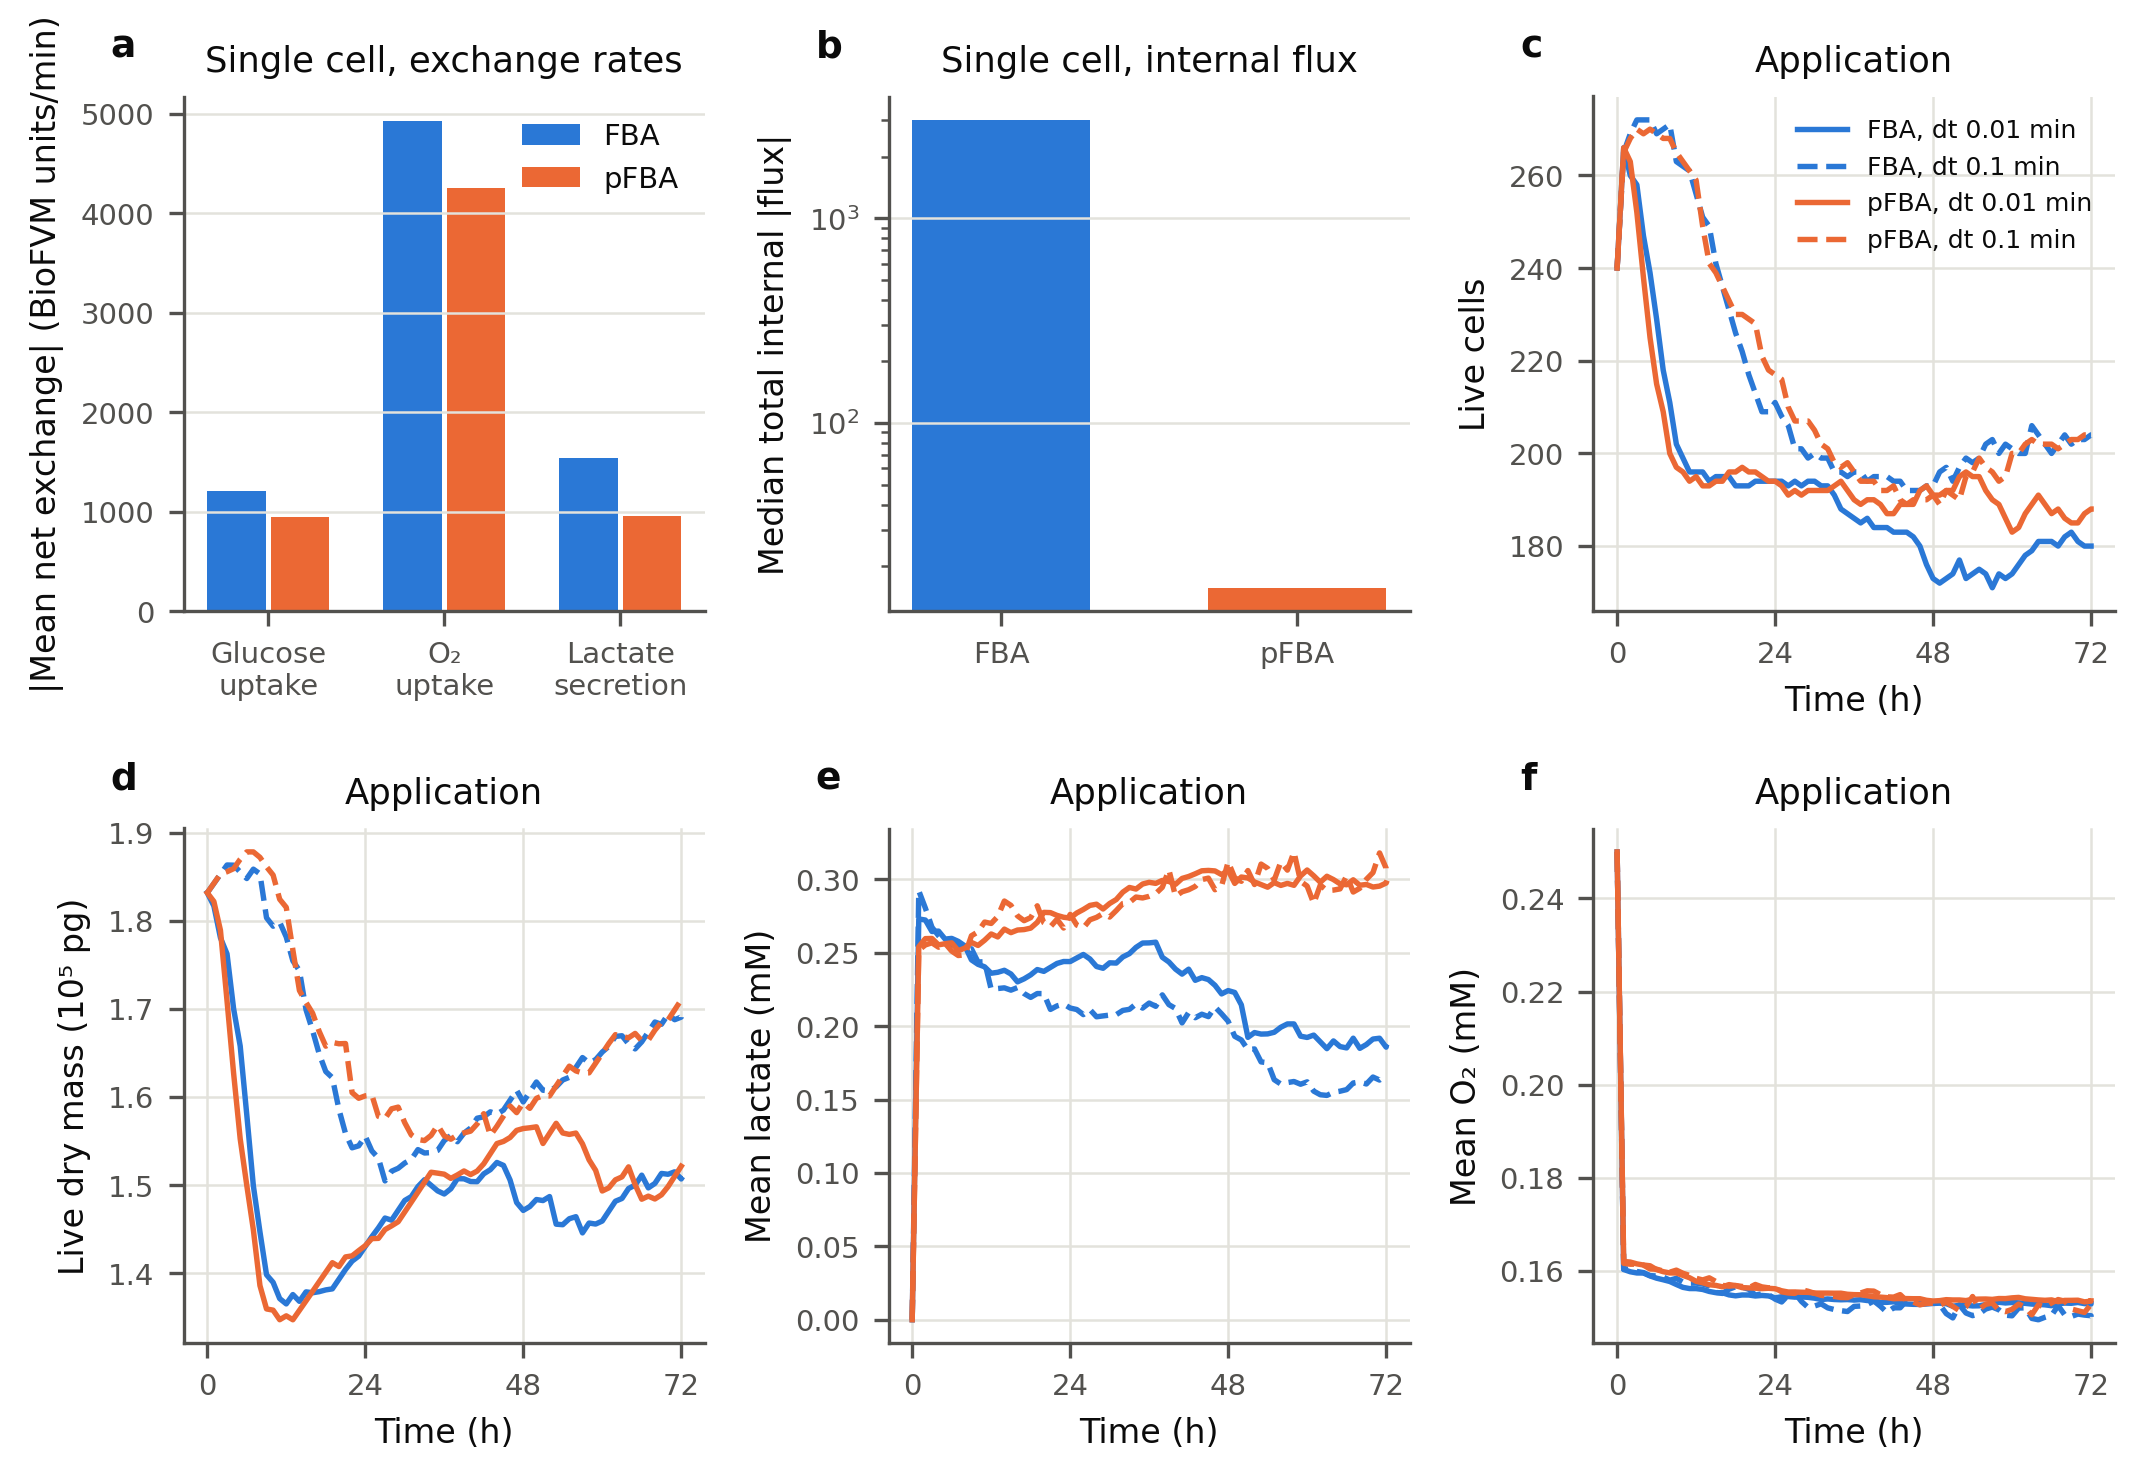 a
Single cell, exchange rates
|Mean net exchange| (BioFVM units/min)
5000
4000
3000
2000
1000
0
FBA
pFBA
Glucose
uptake
O₂
uptake
Lactate
secretion
b
Single cell, internal flux
Median total internal |flux|
10³
10²
FBA
pFBA
c
Application
Live cells
260
240
220
200
180
FBA, dt 0.01 min
FBA, dt 0.1 min
pFBA, dt 0.01 min
pFBA, dt 0.1 min
0 24 48 72
Time (h)
d
Application
Live dry mass (10⁵ pg)
1.9
1.8
1.7
1.6
1.5
1.4
0 24 48 72
Time (h)
e
Application
Mean lactate (mM)
0.30
0.25
0.20
0.15
0.10
0.05
0.00
0 24 48 72
Time (h)
f
Application
Mean O₂ (mM)
0.24
0.22
0.20
0.18
0.16
0 24 48 72
Time (h)